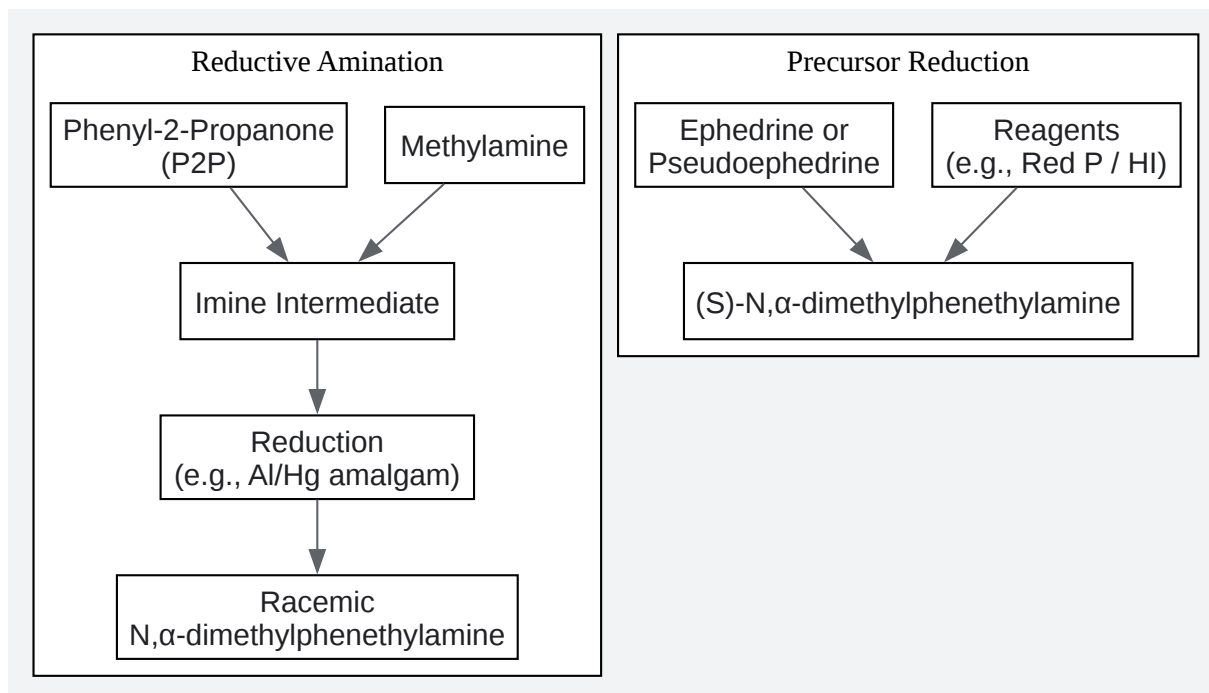 Reductive Amination
Phenyl-2-Propanone
(P2P)
Methylamine
Imine Intermediate
Reduction
(e.g., Al/Hg amalgam)
Racemic
N,α-dimethylphenethylamine
Precursor Reduction
Ephedrine or
Pseudoephedrine
Reagents
(e.g., Red P / HI)
(S)-N,α-dimethylphenethylamine